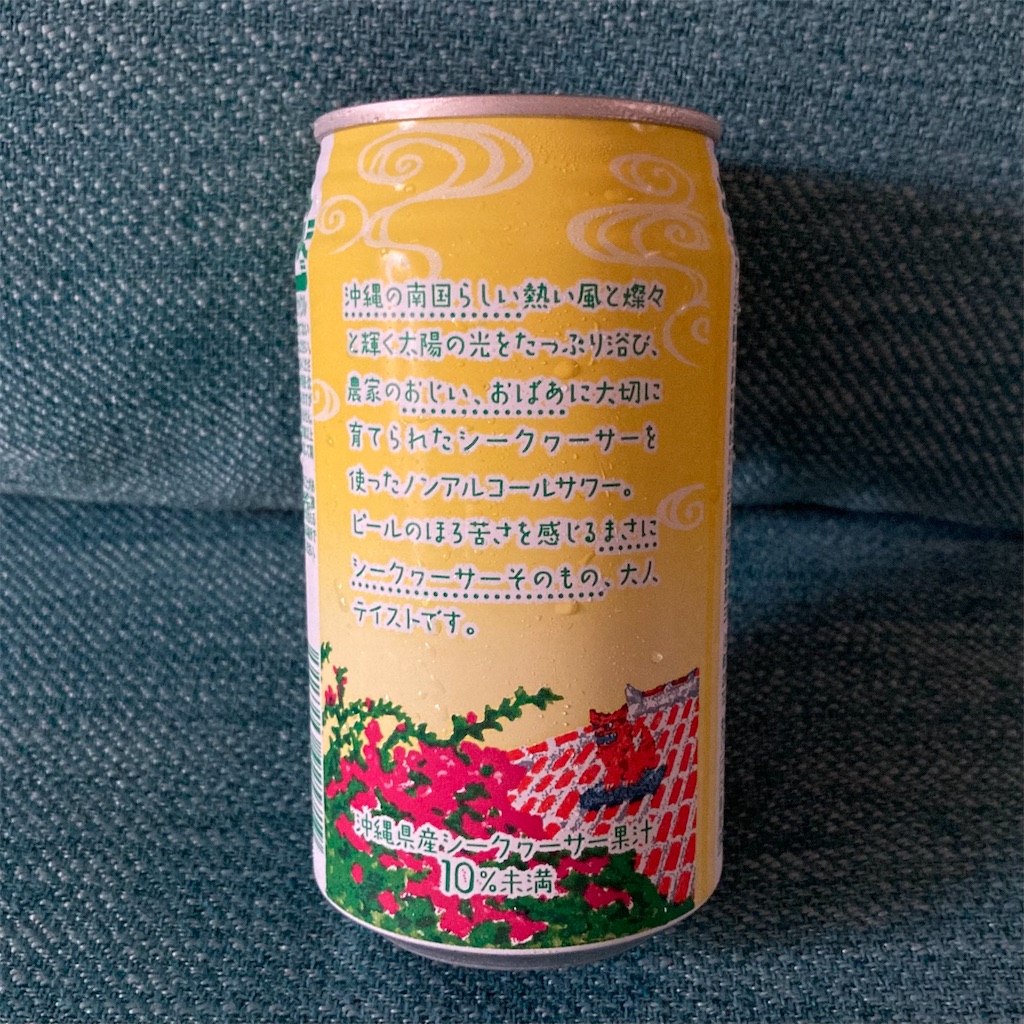 沖縄の南国らしい熱い風と燦々
と輝く太陽の光をたっぷり浴び、
農家のおじい、おばあに大切に
育てられたシークヮーサーを
使ったノンアルコールサワー。
ビールのほろ苦さを感じるまさに
シークヮーサーそのもの、大人
テイストです。
沖縄県産シークヮーサー果汁
10%未満